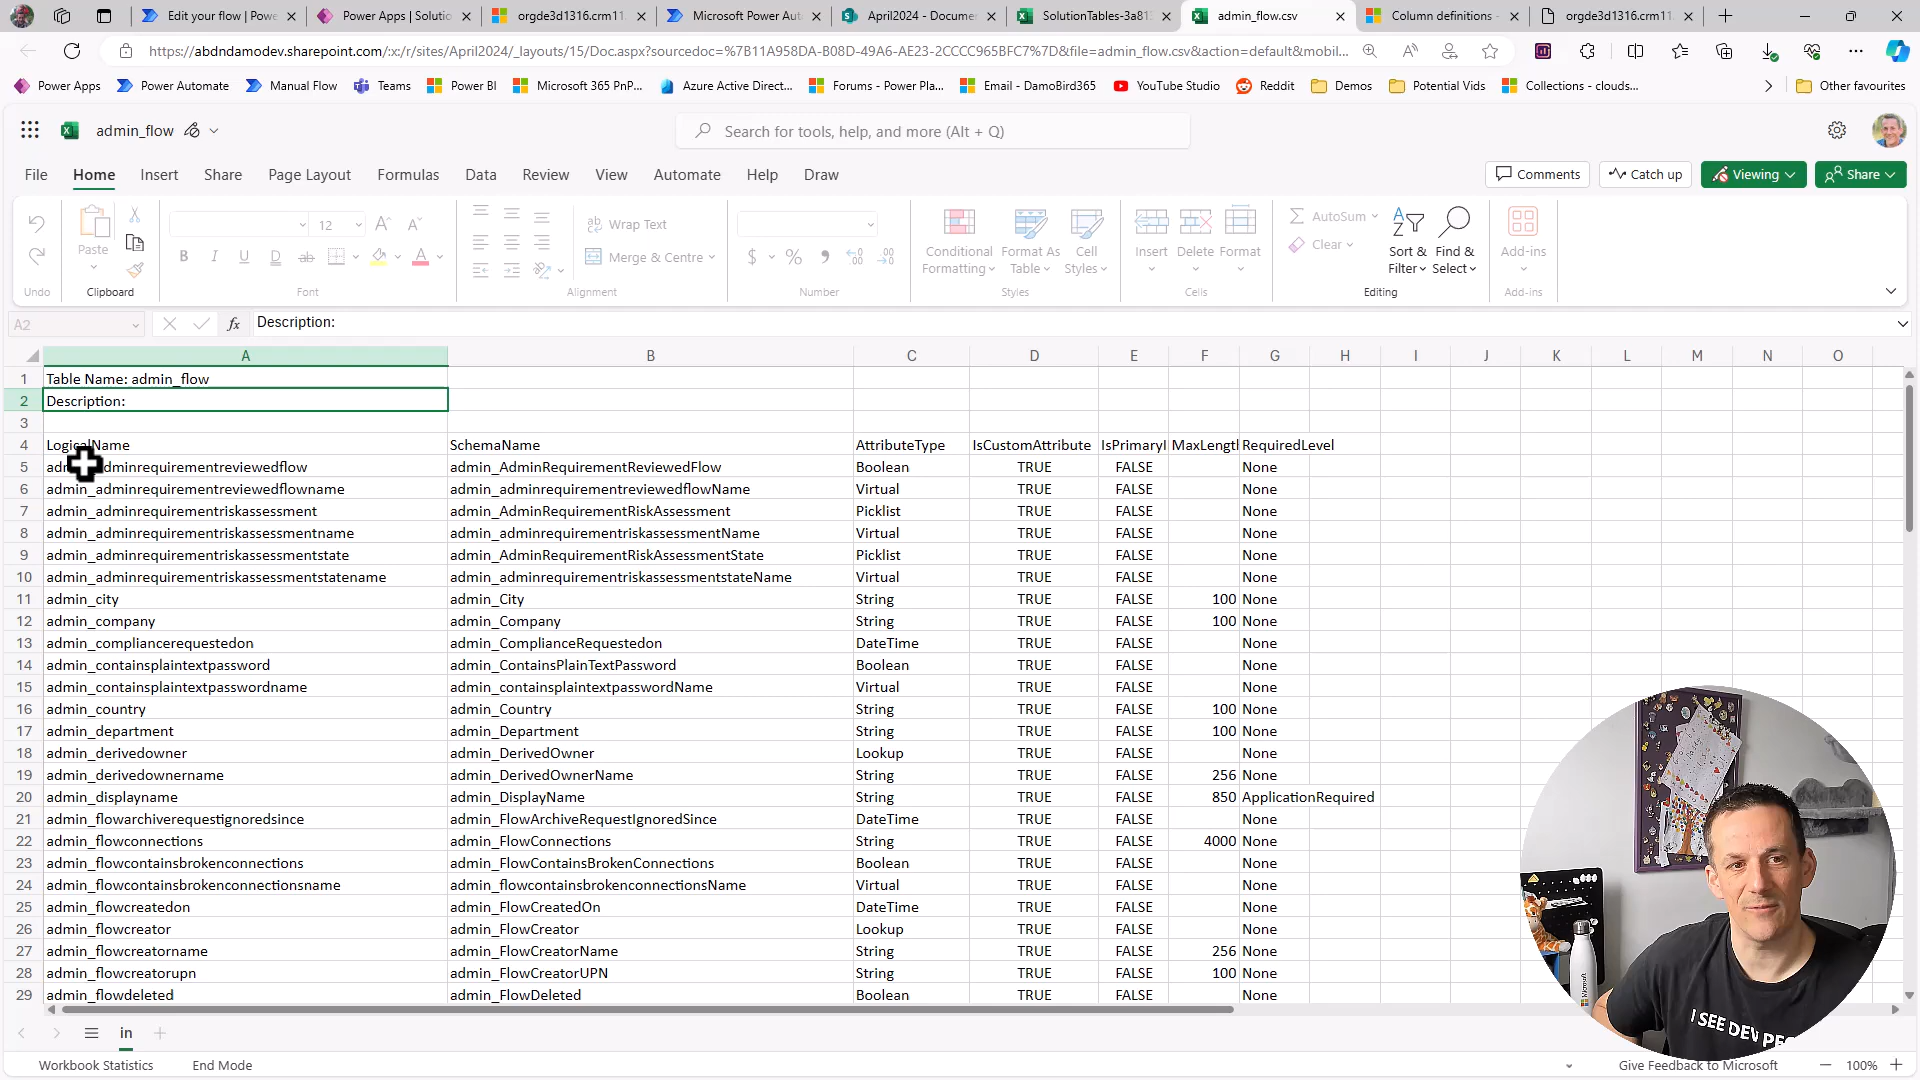 Edit your flow | Powe
Power Apps | Solutio
orgde3d1316.crm11.
Microsoft Power Aut
April2024 - Documen
SolutionTables-3a81
admin_flow.csv
Column definitions -
orgde3d1316.crm11.
https://abdndamodev.sharepoint.com/:x:/r/sites/April2024/_layouts/15/Doc.aspx?sourcedoc=%7B11A958DA-B08D-49A6-AE23-2CCCC965BFC7%7D&file=admin_flow.csv&action=default&mobil...
Power Apps
Power Automate
Manual Flow
Teams
Power BI
Microsoft 365 PnP...
Azure Active Direct...
Forums - Power Pla...
Email - DamoBird365
YouTube Studio
Reddit
Demos
Potential Vids
Collections - clouds...
Other favourites
admin_flow
Search for tools, help, and more (Alt + Q)
File Home Insert Share Page Layout Formulas Data Review View Automate Help Draw
Comments
Catch up
Viewing
Share
Paste
12
B I U D ab
A
Wrap Text
Merge & Centre
$ % ,
Conditional Formatting
Format As Table
Cell Styles
Insert
Delete
Format
AutoSum
Clear
Sort & Filter
Find & Select
Add-ins
Undo
Clipboard
Font
Alignment
Number
Styles
Cells
Editing
Add-ins
A2
fx
Description:
A B C D E F G H I J K L M N O
1 Table Name: admin_flow
2 Description:
3
4 LogicalName SchemaName AttributeType IsCustomAttribute IsPrimaryI MaxLengtl RequiredLevel
5 adm dminrequirementreviewedflow admin_AdminRequirementReviewedFlow Boolean TRUE FALSE None
6 admin_adminrequirementreviewedflowname admin_adminrequirementreviewedflowName Virtual TRUE FALSE None
7 admin_adminrequirementriskassessment admin_AdminRequirementRiskAssessment Picklist TRUE FALSE None
8 admin_adminrequirementriskassessmentname admin_adminrequirementriskassessmentName Virtual TRUE FALSE None
9 admin_adminrequirementriskassessmentstate admin_AdminRequirementRiskAssessmentState Picklist TRUE FALSE None
10 admin_adminrequirementriskassessmentstatename admin_adminrequirementriskassessmentstateName Virtual TRUE FALSE None
11 admin_city admin_City String TRUE FALSE 100 None
12 admin_company admin_Company String TRUE FALSE 100 None
13 admin_compliancerequestedon admin_ComplianceRequestedon DateTime TRUE FALSE None
14 admin_containsplaintextpassword admin_ContainsPlainTextPassword Boolean TRUE FALSE None
15 admin_containsplaintextpasswordname admin_containsplaintextpasswordName Virtual TRUE FALSE None
16 admin_country admin_Country String TRUE FALSE 100 None
17 admin_department admin_Department String TRUE FALSE 100 None
18 admin_derivedowner admin_DerivedOwner Lookup TRUE FALSE None
19 admin_derivedownername admin_DerivedOwnerName String TRUE FALSE 256 None
20 admin_displayname admin_DisplayName String TRUE FALSE 850 ApplicationRequired
21 admin_flowarchiverequestignoredsince admin_FlowArchiveRequestIgnoredSince DateTime TRUE FALSE None
22 admin_flowconnections admin_FlowConnections String TRUE FALSE 4000 None
23 admin_flowcontainsbrokenconnections admin_FlowContainsBrokenConnections Boolean TRUE FALSE None
24 admin_flowcontainsbrokenconnectionsname admin_flowcontainsbrokenconnectionsName Virtual TRUE FALSE None
25 admin_flowcreatedon admin_FlowCreatedOn DateTime TRUE FALSE None
26 admin_flowcreator admin_FlowCreator Lookup TRUE FALSE None
27 admin_flowcreatorname admin_FlowCreatorName String TRUE FALSE 256 None
28 admin_flowcreatorupn admin_FlowCreatorUPN String TRUE FALSE 100 None
29 admin_flowdeleted admin_FlowDeleted Boolean TRUE FALSE None
Microsoft
I SEE DEV PEO
in
Workbook Statistics
End Mode
Give Feedback to Microsoft
100%